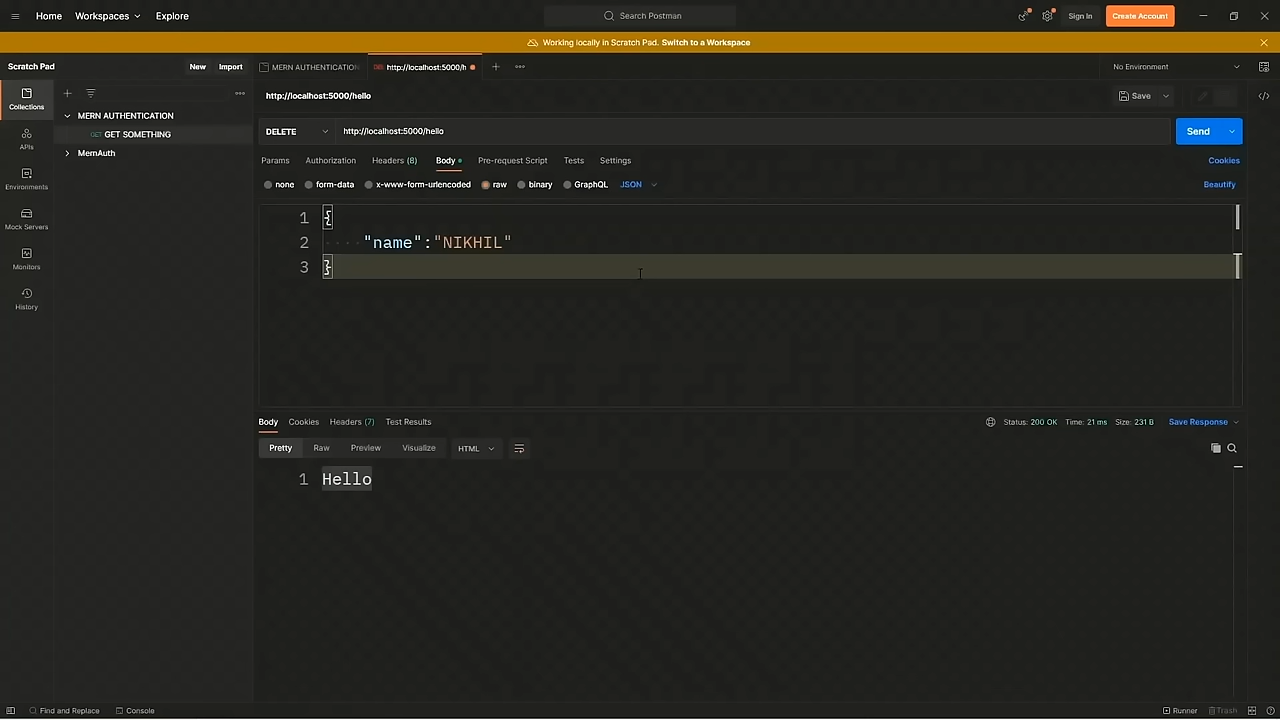 Home Workspaces Explore Search Postman Sign In Create Account
Working locally in Scratch Pad. Switch to a Workspace
Scratch Pad New Import MERN AUTHENTICATION http://localhost:5000/h No Environment
Collections
MERN AUTHENTICATION http://localhost:5000/hello Save
GET GET SOMETHING DELETE http://localhost:5000/hello Send
APIs
MernAuth Params Authorization Headers (8) Body Pre-request Script Tests Settings Cookies
Environments none form-data x-www-form-urlencoded raw binary GraphQL JSON Beautify
Mock Servers 1 {
2 "name":"NIKHIL"
Monitors 3 }
History
Body Cookies Headers (7) Test Results Status: 200 OK Time: 21 ms Size: 231 B Save Response
Pretty Raw Preview Visualize HTML
1 Hello
Find and Replace Console Runner Trash